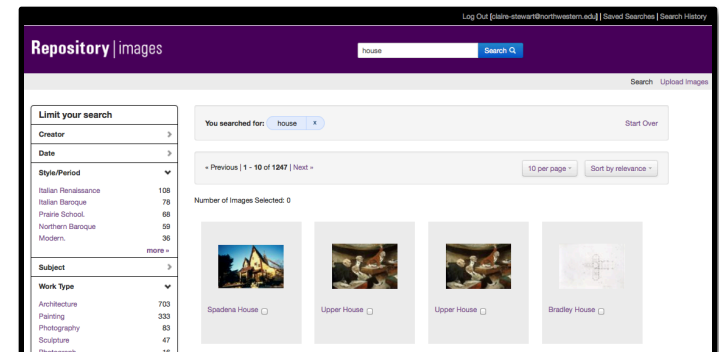 Log Out [claire-stewart@northwestern.edu] | Saved Searches | Search History
Repository | images
house
Search
Search Upload Images
Limit your search
Creator
Date
Style/Period
Italian Renaissance 108
Italian Baroque 78
Prairie School. 68
Northern Baroque 59
Modern. 36
more »
Subject
Work Type
Architecture 703
Painting 333
Photography 83
Sculpture 47
Photograph 16
You searched for: house x
Start Over
« Previous | 1 - 10 of 1247 | Next »
10 per page
Sort by relevance
Number of Images Selected: 0
Spadena House
Upper House
Upper House
Bradley House